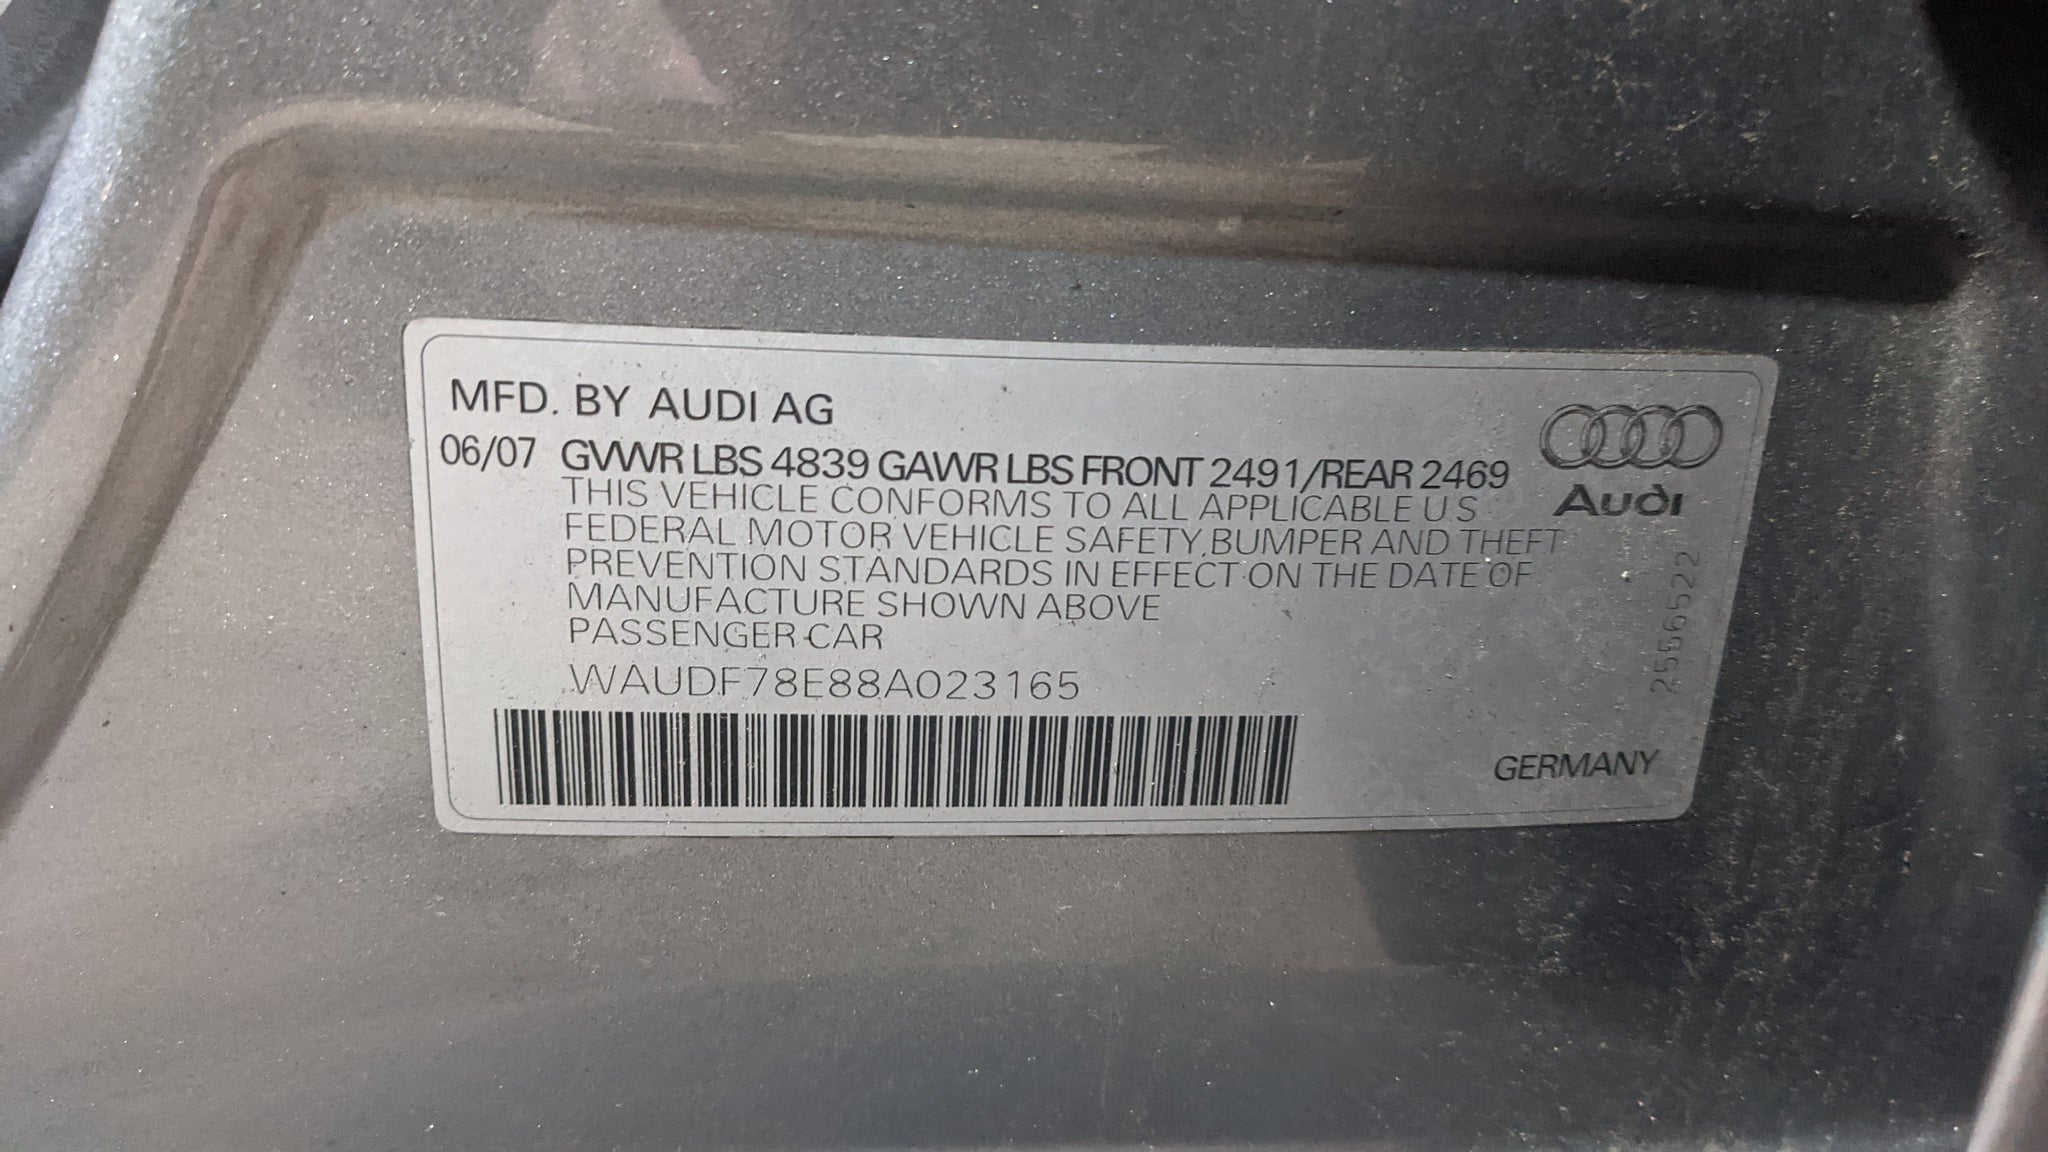 MFD. BY AUDI AG
06/07 GVWR LBS 4839 GAWR LBS FRONT 2491/REAR 2469
THIS VEHICLE CONFORMS TO ALL APPLICABLE U.S
FEDERAL MOTOR VEHICLE SAFETY, BUMPER AND THEFT
PREVENTION STANDARDS IN EFFECT ON THE DATE OF
MANUFACTURE SHOWN ABOVE
PASSENGER CAR
WAUDF78E88A023165
Audi
2566522
GERMANY